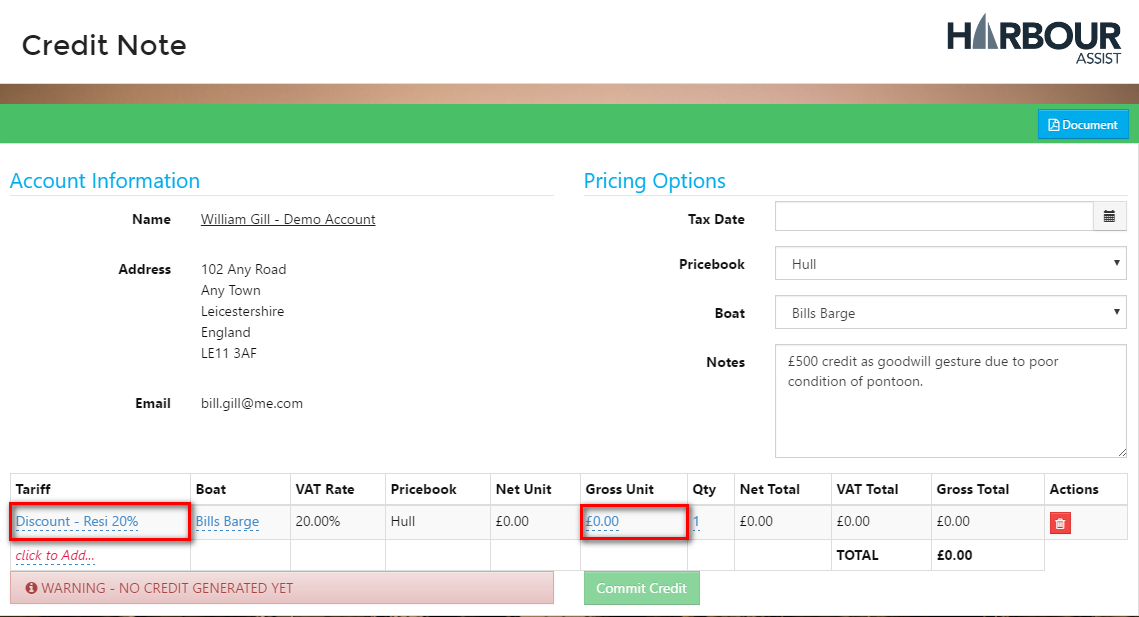 Credit Note
HARBOUR
ASSIST
Document
Account Information
Name William Gill - Demo Account
Address 102 Any Road
Any Town
Leicestershire
England
LE11 3AF
Email bill.gill@me.com
Pricing Options
Tax Date
Pricebook Hull
Boat Bills Barge
Notes £500 credit as goodwill gesture due to poor
condition of pontoon.
Tariff Boat VAT Rate Pricebook Net Unit Gross Unit Qty Net Total VAT Total Gross Total Actions
Discount - Resi 20% Bills Barge 20.00% Hull £0.00 £0.00 1 £0.00 £0.00 £0.00
click to Add... TOTAL £0.00
WARNING - NO CREDIT GENERATED YET Commit Credit